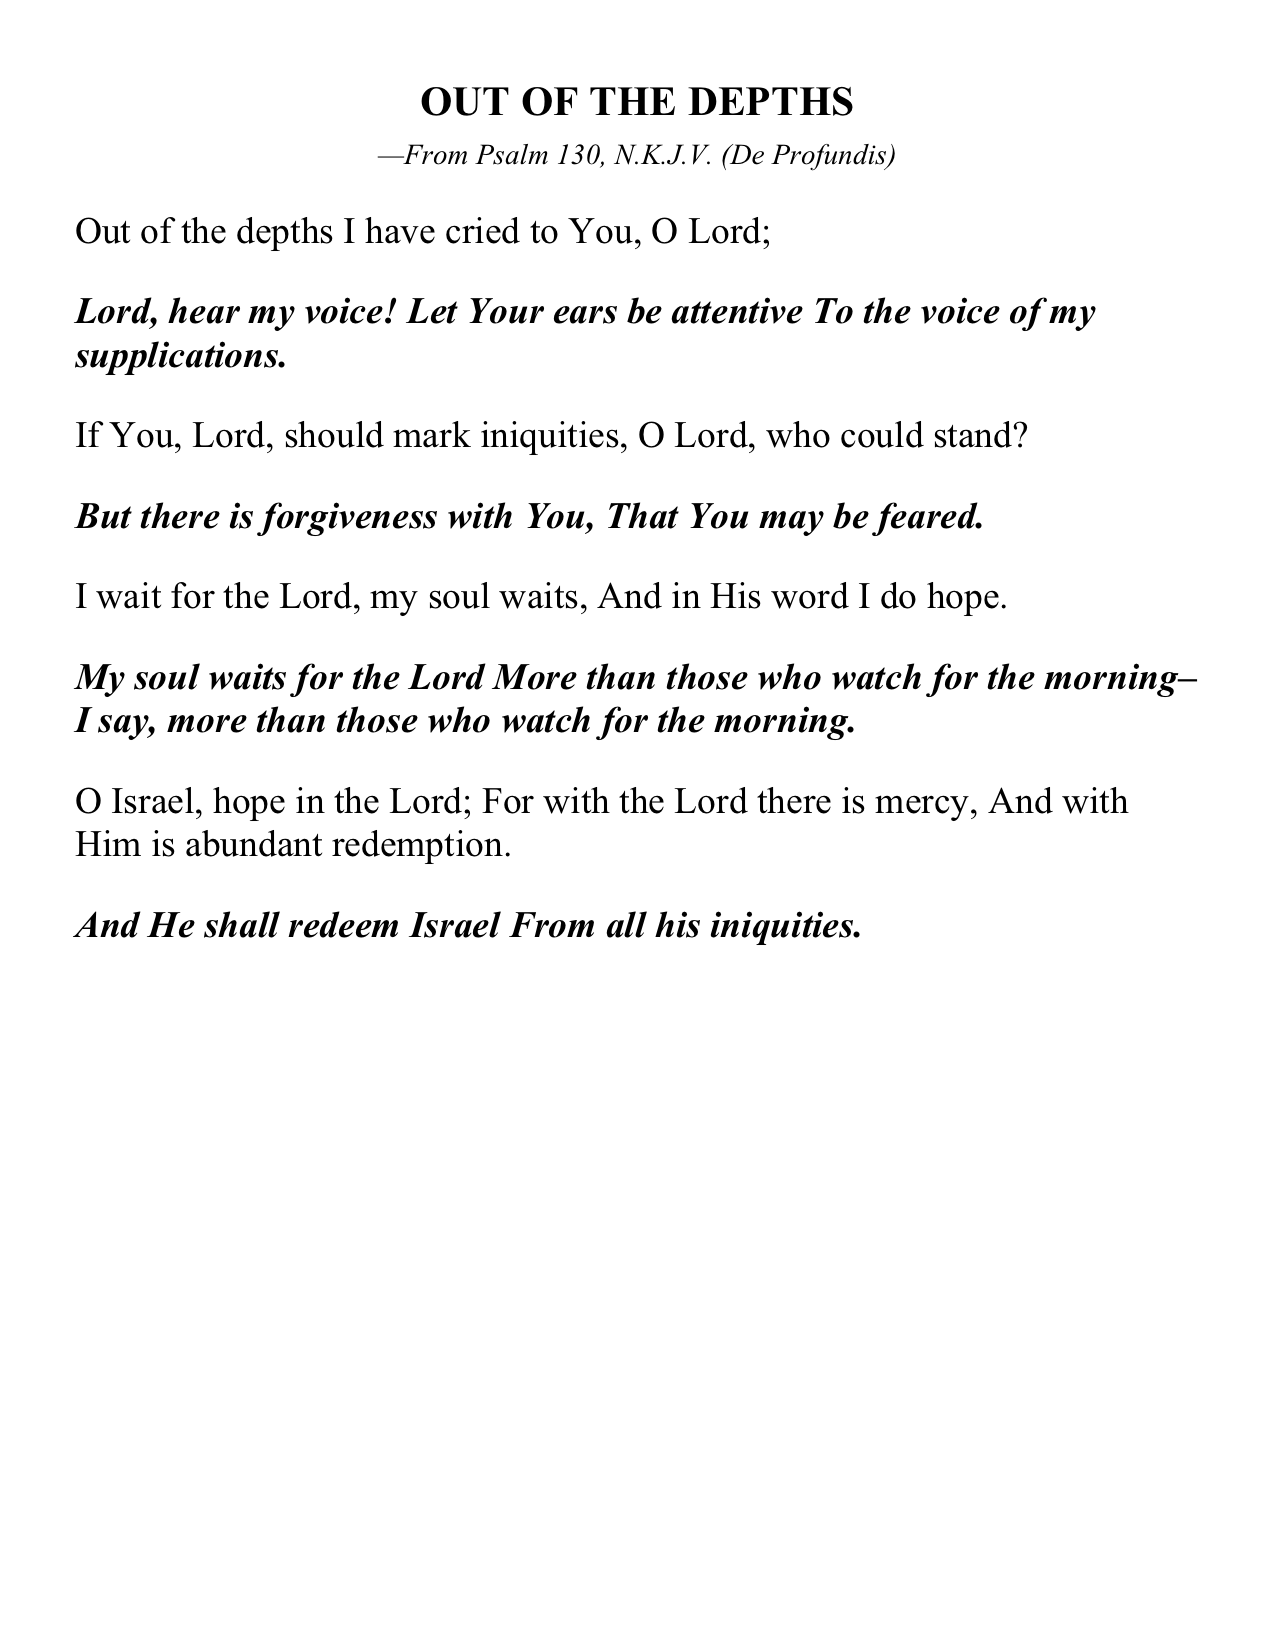 OUT OF THE DEPTHS
—From Psalm 130, N.K.J.V. (De Profundis)
Out of the depths I have cried to You, O Lord;
Lord, hear my voice! Let Your ears be attentive To the voice of my
supplications.
If You, Lord, should mark iniquities, O Lord, who could stand?
But there is forgiveness with You, That You may be feared.
I wait for the Lord, my soul waits, And in His word I do hope.
My soul waits for the Lord More than those who watch for the morning–
I say, more than those who watch for the morning.
O Israel, hope in the Lord; For with the Lord there is mercy, And with
Him is abundant redemption.
And He shall redeem Israel From all his iniquities.